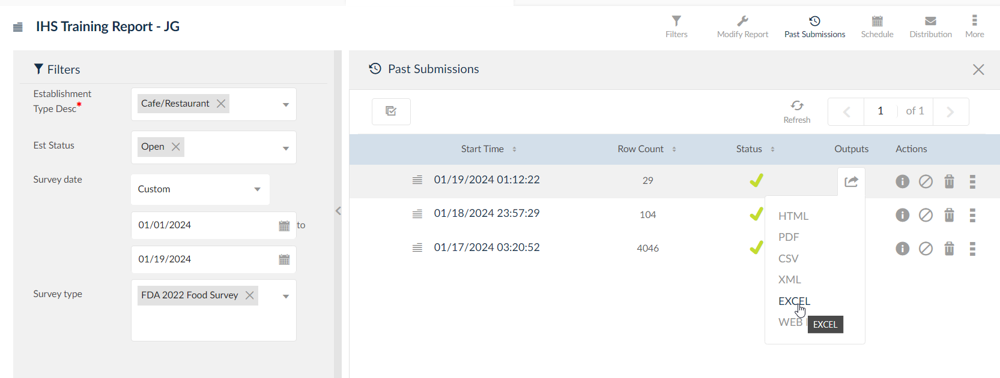 IHS Training Report - JG
Filters
Modify Report
Past Submissions
Schedule
Distribution
More
Filters
Establishment
Type Desc*
Cafe/Restaurant
Est Status
Open
Survey date
Custom
01/01/2024
to
01/19/2024
Survey type
FDA 2022 Food Survey
Past Submissions
Refresh
1 of 1
Start Time Row Count Status Outputs Actions
01/19/2024 01:12:22 29
01/18/2024 23:57:29 104
01/17/2024 03:20:52 4046
HTML
PDF
CSV
XML
EXCEL
WEB
EXCEL